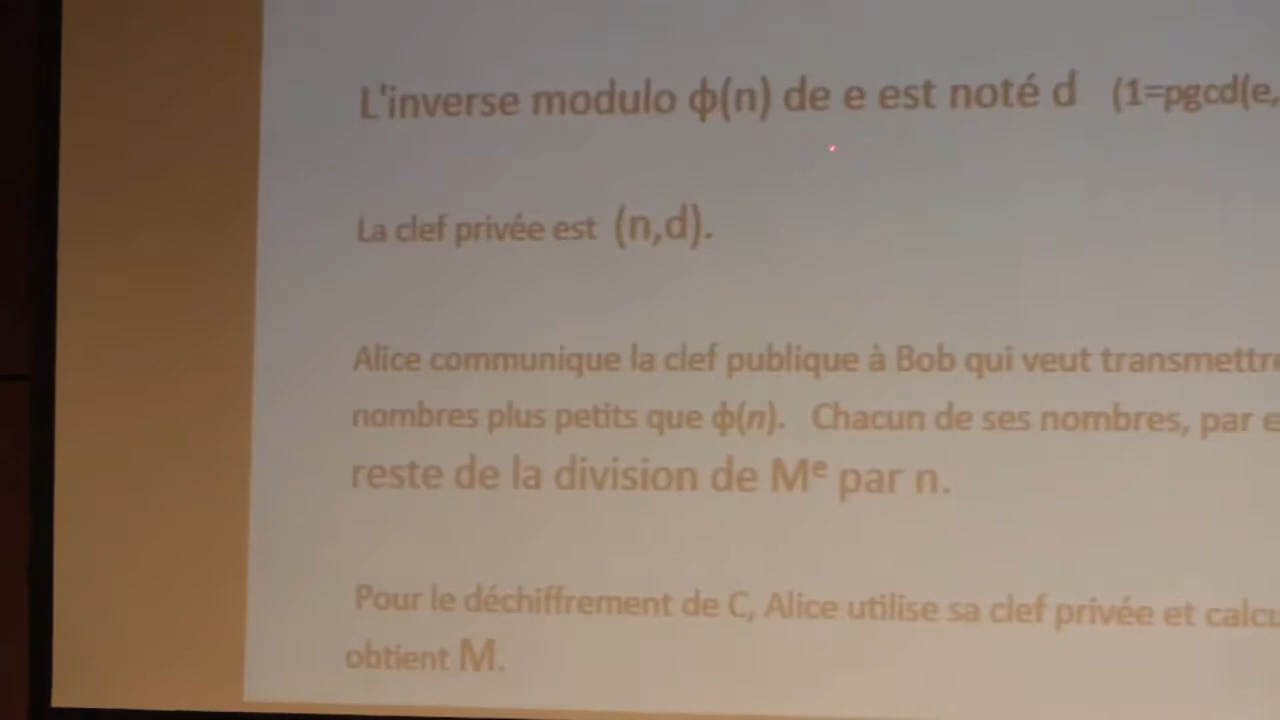 L'inverse modulo ϕ(n) de e est noté d (1=pgcd(e,
La clef privée est (n,d).
Alice communique la clef publique à Bob qui veut transmettre
nombres plus petits que ϕ(n). Chacun de ses nombres, par
reste de la division de Mᵉ par n.
Pour le déchiffrement de C, Alice utilise sa clef privée et
obtient M.